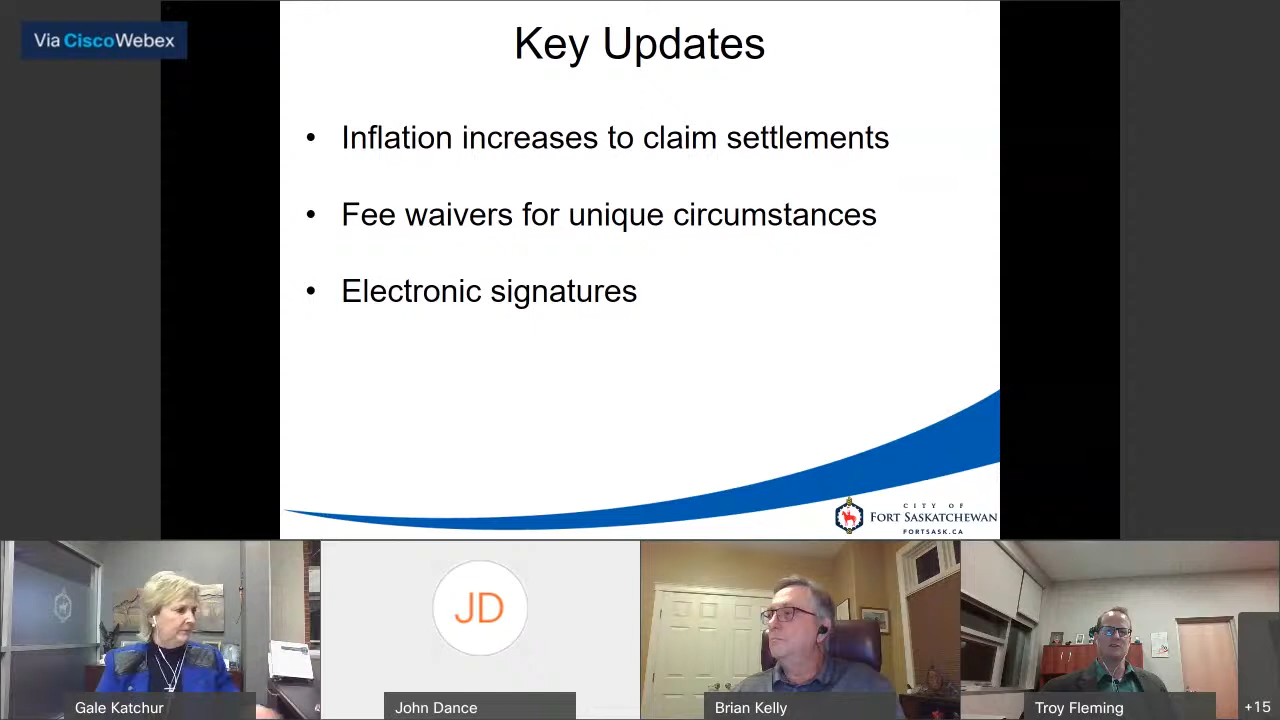 Via CiscoWebex
Key Updates
• Inflation increases to claim settlements
• Fee waivers for unique circumstances
• Electronic signatures
CITY OF
FORT SASKATCHEWAN
FORTSASK.CA
JD
Gale Katchur
John Dance
Brian Kelly
Troy Fleming
+15